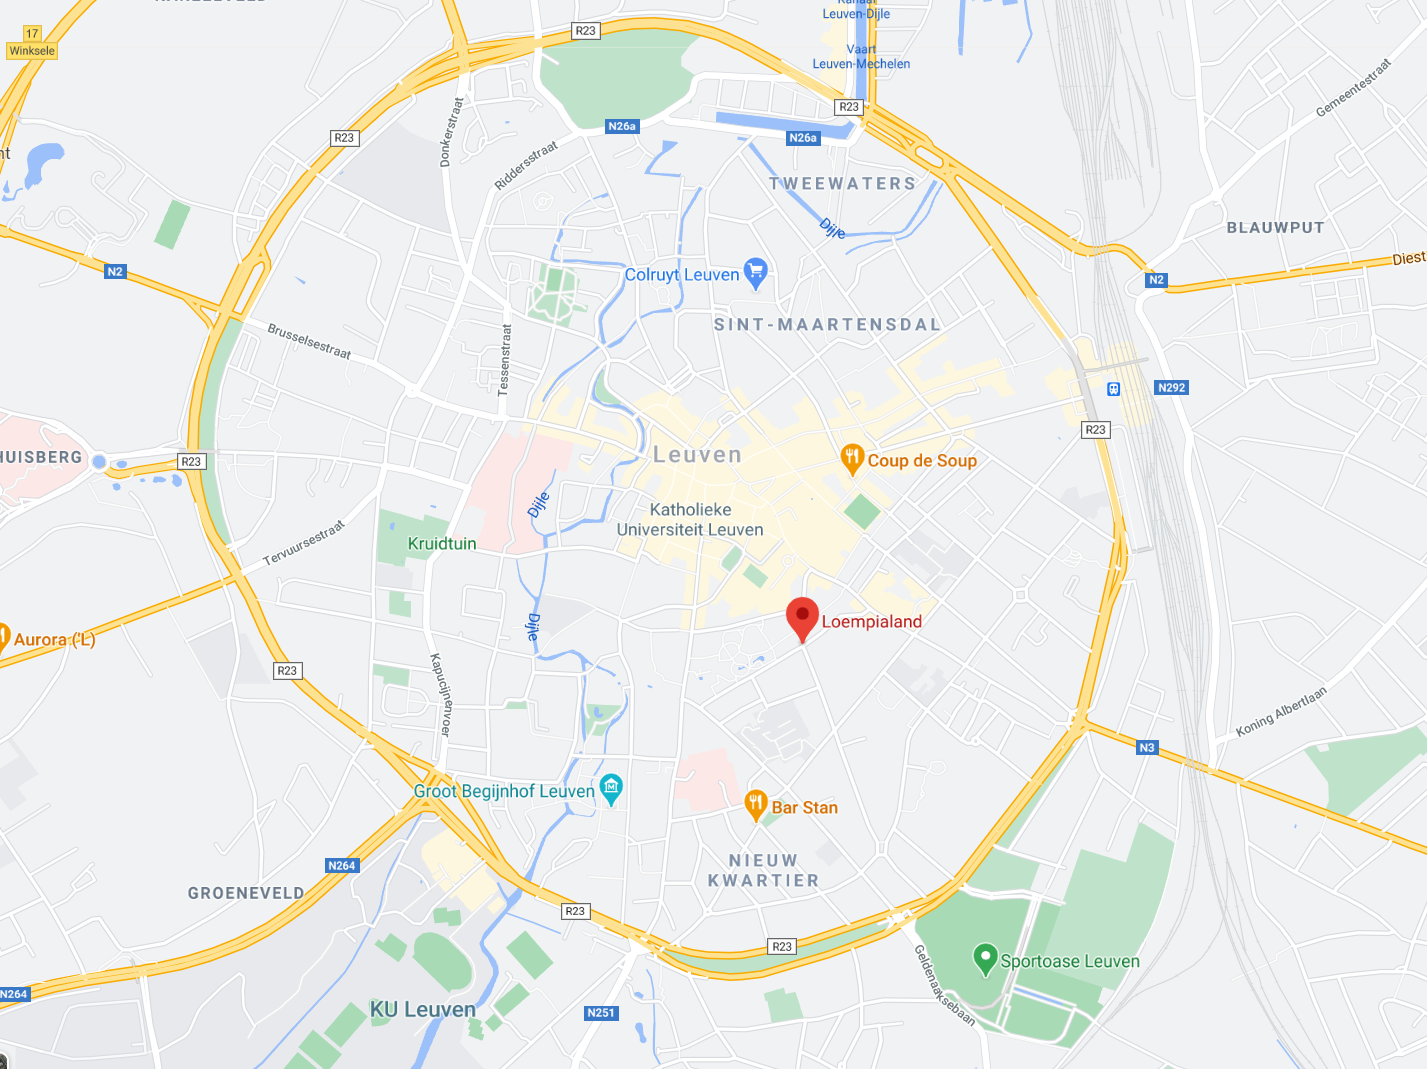 17
Winksele
R23
Kanaal
Leuven-Dijle
Vaart
Leuven-Mechelen
R23
N26a
N26a
R23
Gemeentestraat
Donkerstraat
Riddersstraat
TWEEWATERS
Dijle
BLAUWPUT
N2
Diest
N2
Colruyt Leuven
SINT-MAARTENSDAL
Brusselsestraat
Tessenstraat
N292
R23
HUISBERG
R23
Leuven
Coup de Soup
Dijle
Katholieke
Universiteit Leuven
Kruidtuin
Tervuursestraat
Dijle
Loempialand
Aurora ('L)
R23
Kapucijnenvoer
Koning Albertlaan
N3
Groot Begijnhof Leuven
Bar Stan
N264
NIEUW
KWARTIER
GROENEVELD
R23
R23
Geldenaaksebaan
Sportoase Leuven
N264
KU Leuven
N251